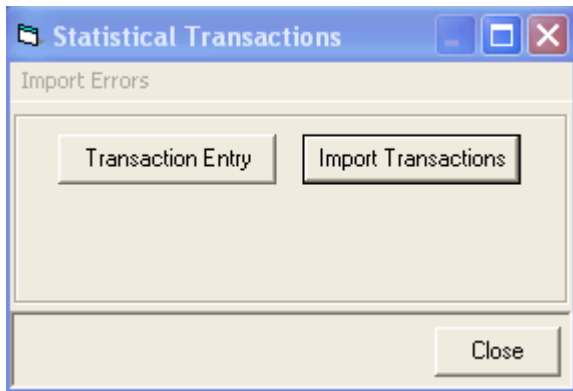 Statistical Transactions
Import Errors
Transaction Entry Import Transactions
Close